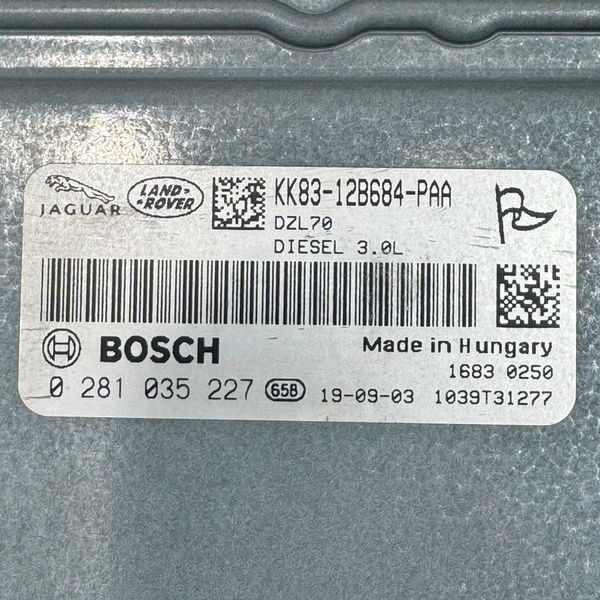 JAGUAR
LAND-
-ROVER
KK83-12B684-PAA
DZL70
DIESEL 3.0L
BOSCH
Made in Hungary
1683 0250
0 281 035 227 65B 19-09-03 1039T31277